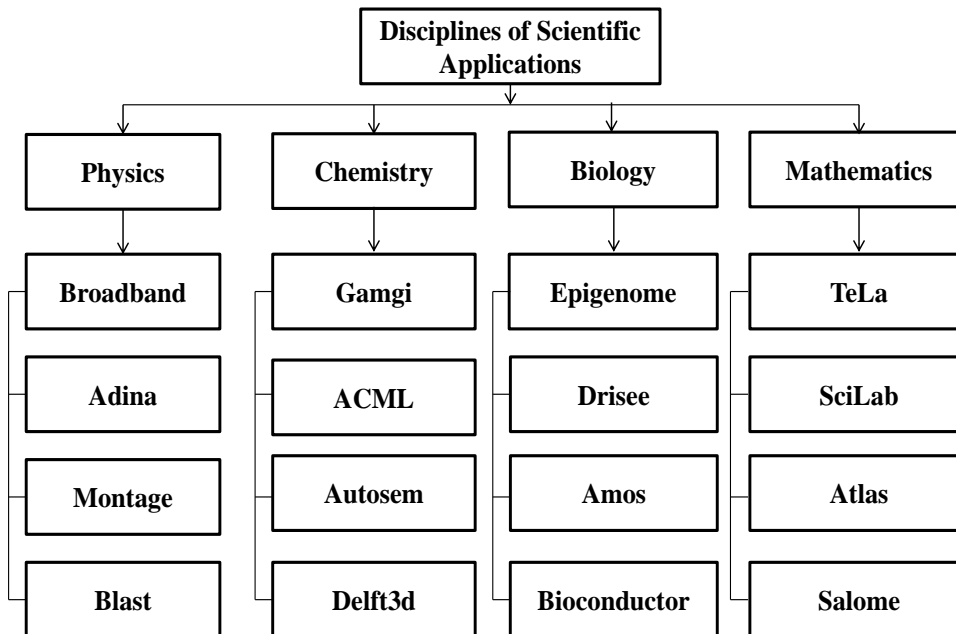 Disciplines of Scientific
Applications
Physics
Chemistry
Biology
Mathematics
Broadband
Gamgi
Epigenome
TeLa
Adina
ACML
Drisee
SciLab
Montage
Autosem
Amos
Atlas
Blast
Delft3d
Bioconductor
Salome